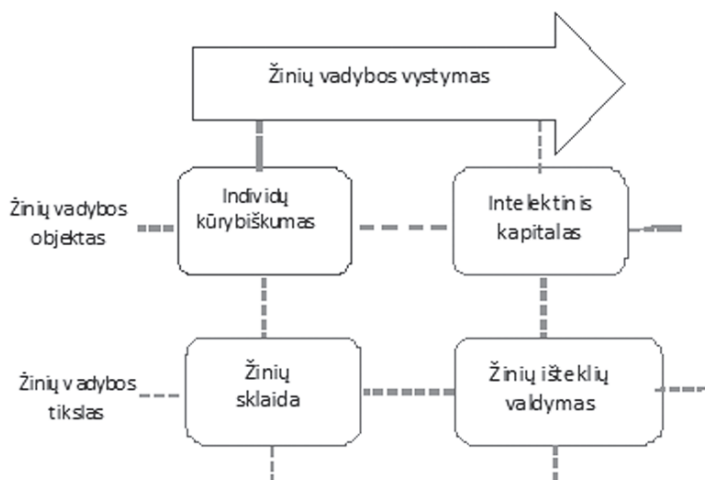 Žinių vadybos vystymas
Žinių vadybos
objektas
Individų
kūrybiškumas
Intelektinis
kapitalas
Žinių vadybos
tikslas
Žinių
sklaida
Žinių išteklių
valdymas